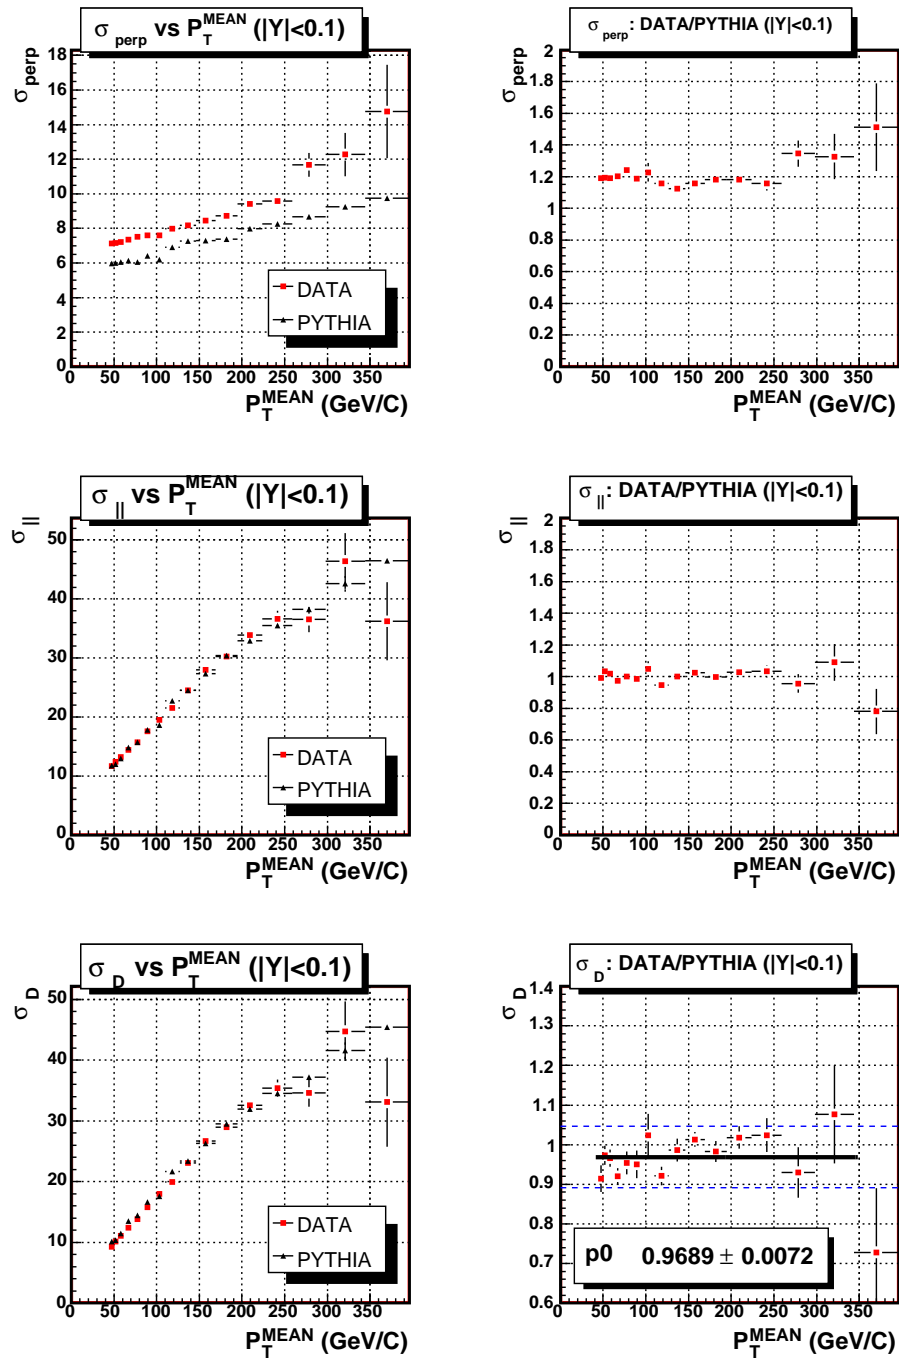 σ perp vs P_T^MEAN (|Y|<0.1)
σ perp
18
16
14
12
10
8
6
4
2
0
DATA
PYTHIA
0 50 100 150 200 250 300 350
P_T^MEAN (GeV/C)
σ perp: DATA/PYTHIA (|Y|<0.1)
σ perp
2
1.8
1.6
1.4
1.2
1
0.8
0.6
0.4
0.2
0
0 50 100 150 200 250 300 350
P_T^MEAN (GeV/C)
σ || vs P_T^MEAN (|Y|<0.1)
σ ||
50
40
30
20
10
0
DATA
PYTHIA
0 50 100 150 200 250 300 350
P_T^MEAN (GeV/C)
σ ||: DATA/PYTHIA (|Y|<0.1)
σ ||
2
1.8
1.6
1.4
1.2
1
0.8
0.6
0.4
0.2
0
0 50 100 150 200 250 300 350
P_T^MEAN (GeV/C)
σ D vs P_T^MEAN (|Y|<0.1)
σ D
50
40
30
20
10
0
DATA
PYTHIA
0 50 100 150 200 250 300 350
P_T^MEAN (GeV/C)
σ D: DATA/PYTHIA (|Y|<0.1)
σ D
1.4
1.3
1.2
1.1
1
0.9
0.8
0.7
0.6
p0 0.9689 ± 0.0072
0 50 100 150 200 250 300 350
P_T^MEAN (GeV/C)